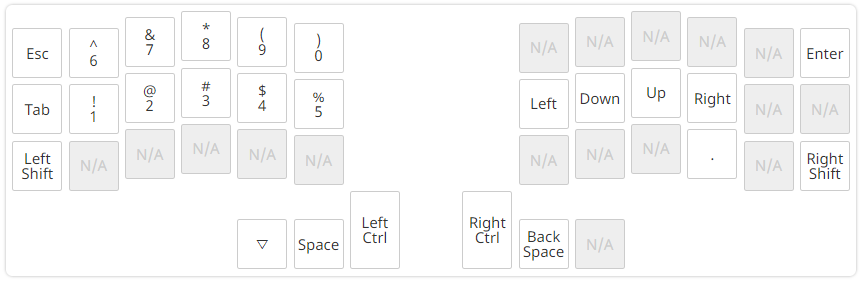 Esc ^ & * ( ) N/A N/A N/A N/A N/A Enter
6 7 8 9 0
Tab ! @ # $ % Left Down Up Right N/A N/A
1 2 3 4 5
Left Shift N/A N/A N/A N/A N/A N/A N/A N/A . N/A Right Shift
▽ Space Left Ctrl Right Ctrl Back Space N/A